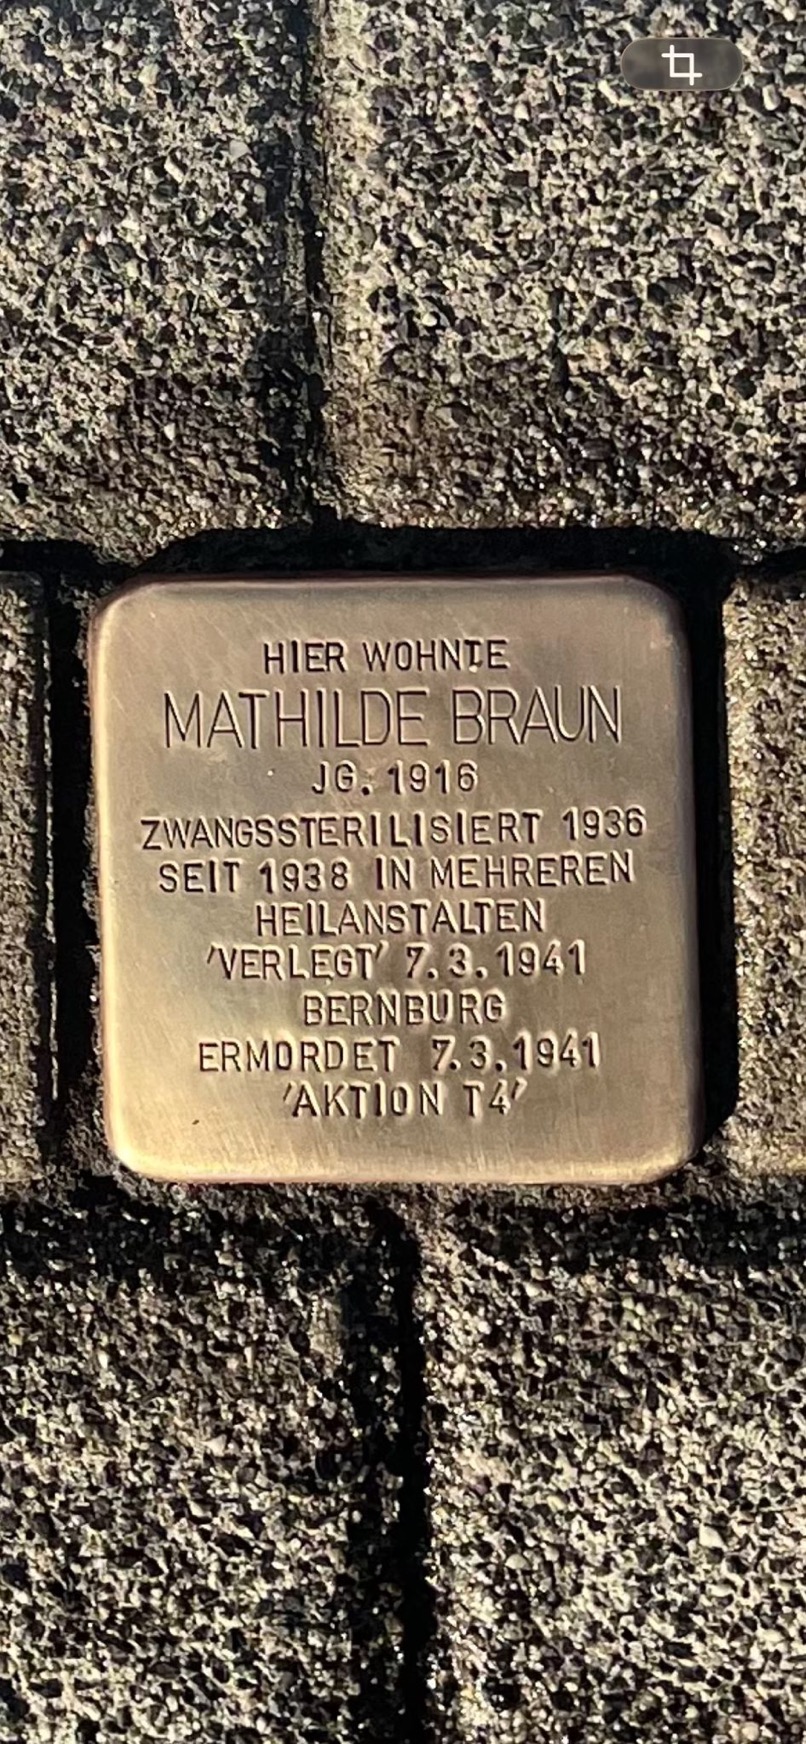 HIER WOHNTE
MATHILDE BRAUN
JG. 1916
ZWANGSSTERILISIERT 1936
SEIT 1938 IN MEHREREN
HEILANSTALTEN
'VERLEGT' 7.3.1941
BERNBURG
ERMORDET 7.3.1941
'AKTION T4'